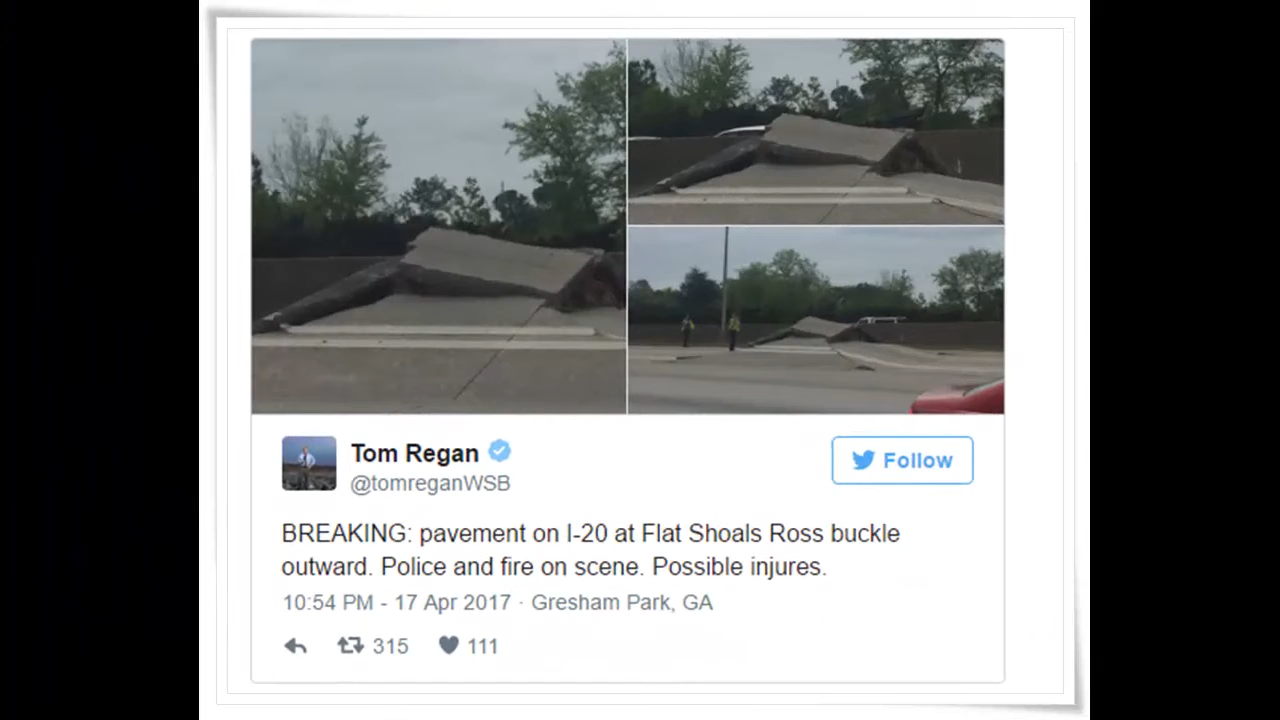 Tom Regan
@tomreganWSB
Follow
BREAKING: pavement on I-20 at Flat Shoals Ross buckle
outward. Police and fire on scene. Possible injures.
10:54 PM - 17 Apr 2017 · Gresham Park, GA
315 111